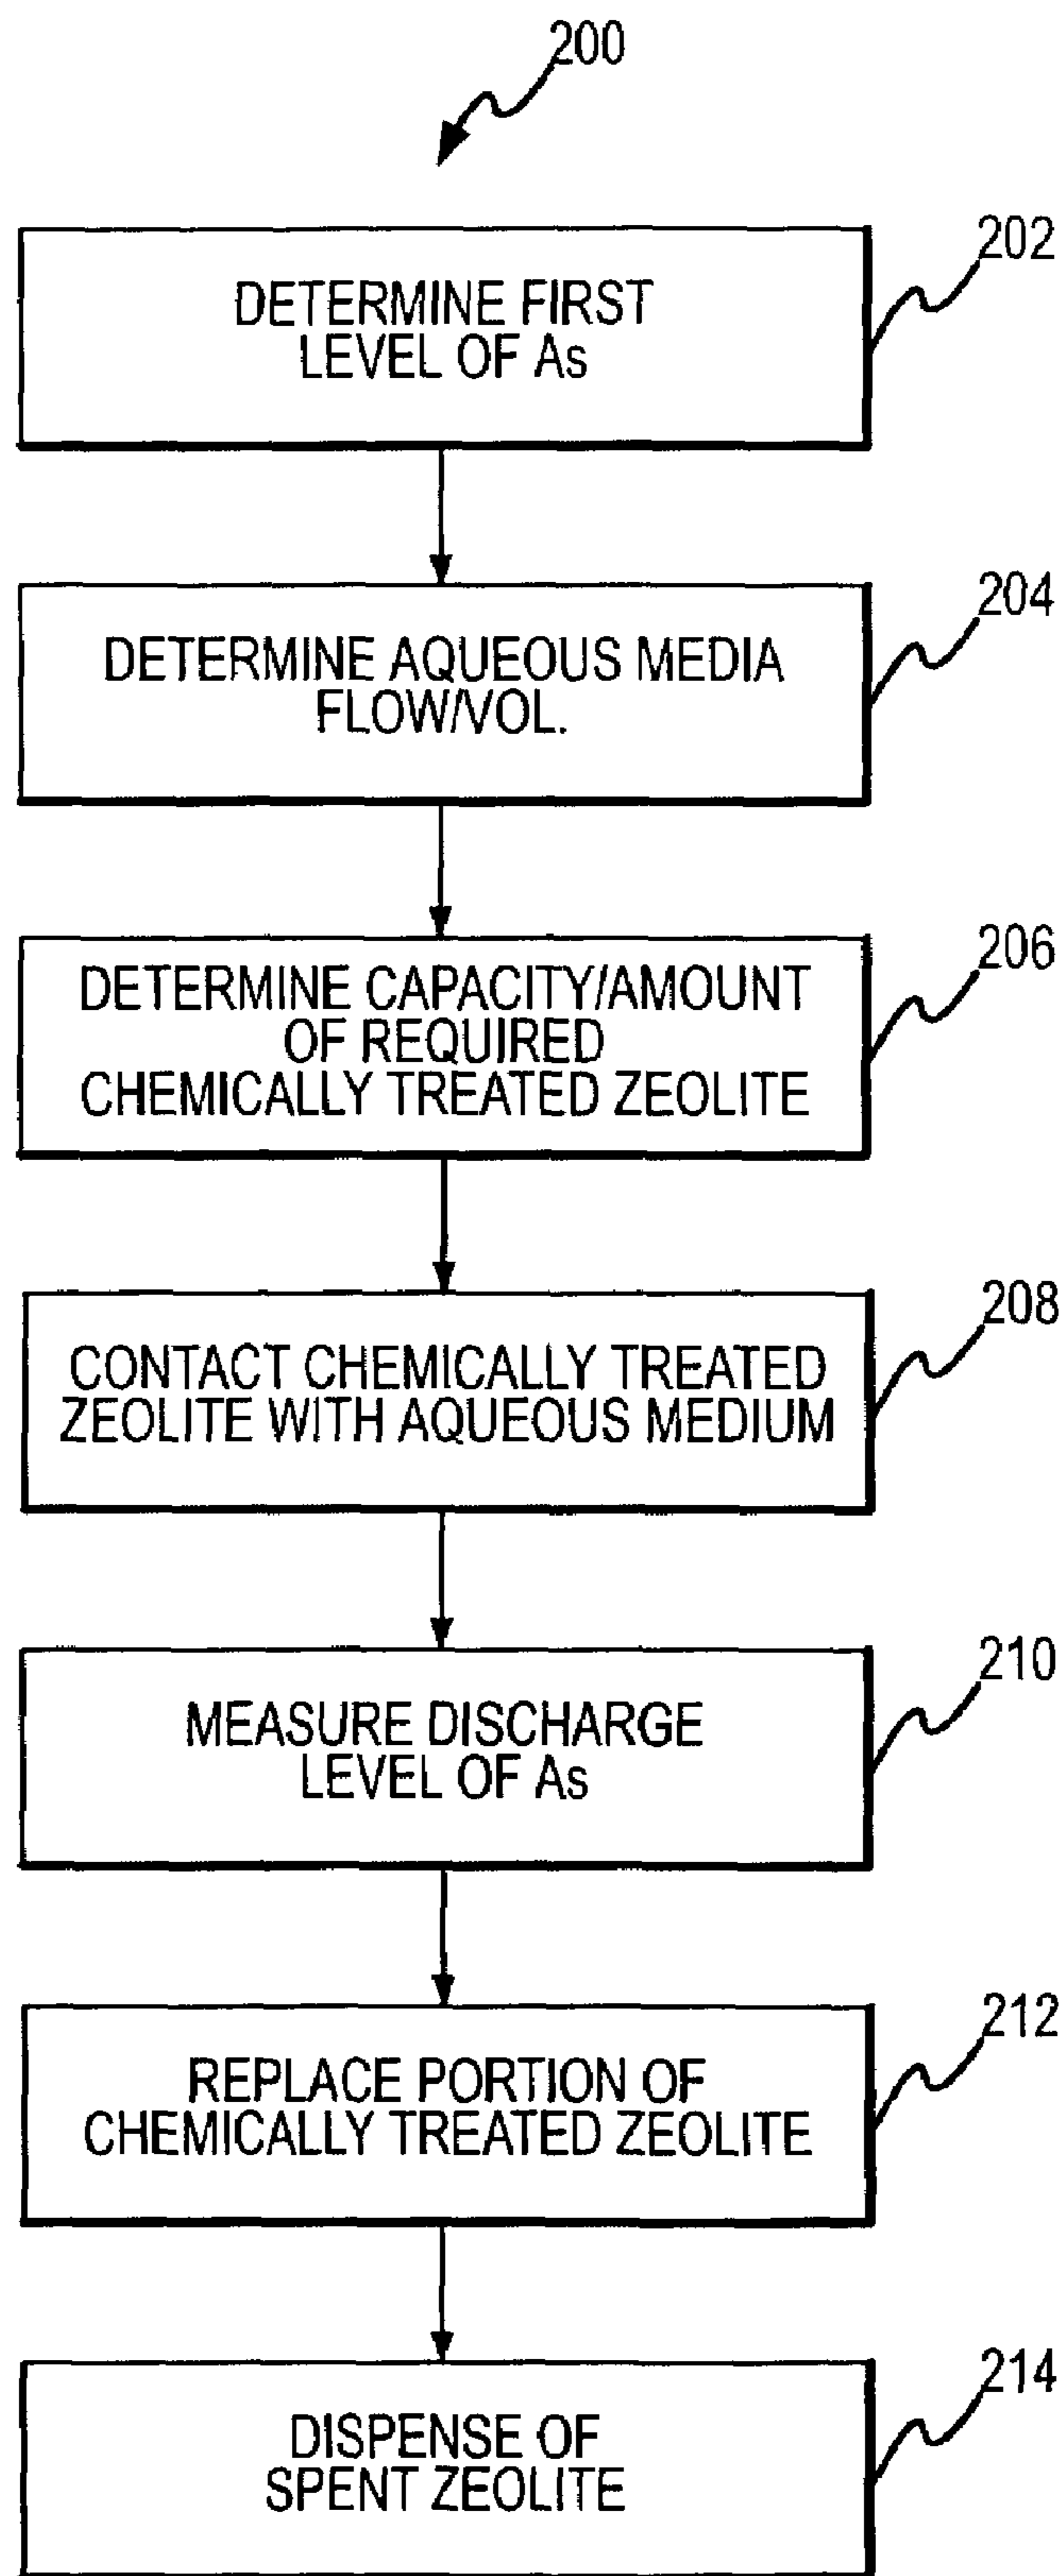 200
202
DETERMINE FIRST
LEVEL OF As
204
DETERMINE AQUEOUS MEDIA
FLOW/VOL.
206
DETERMINE CAPACITY/AMOUNT
OF REQUIRED
CHEMICALLY TREATED ZEOLITE
208
CONTACT CHEMICALLY TREATED
ZEOLITE WITH AQUEOUS MEDIUM
210
MEASURE DISCHARGE
LEVEL OF As
212
REPLACE PORTION OF
CHEMICALLY TREATED ZEOLITE
214
DISPENSE OF
SPENT ZEOLITE